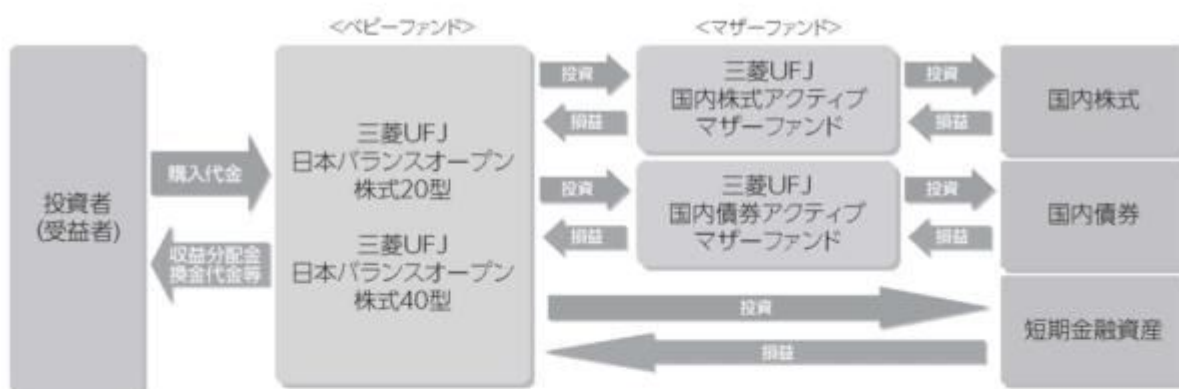 <ベビーファンド>
<マザーファンド>
投資者
(受益者)
購入代金
収益分配金
換金代金等
三菱UFJ
日本バランスオープン
株式20型
三菱UFJ
日本バランスオープン
株式40型
投資
損益
三菱UFJ
国内株式アクティブ
マザーファンド
投資
損益
国内株式
投資
損益
三菱UFJ
国内債券アクティブ
マザーファンド
投資
損益
国内債券
投資
損益
短期金融資産